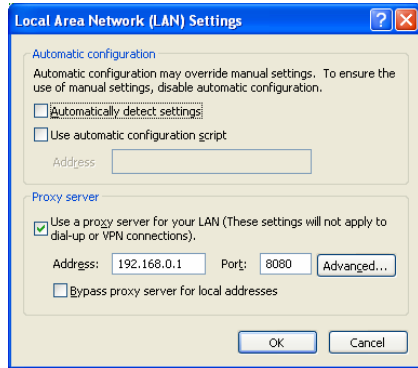 Local Area Network (LAN) Settings
Automatic configuration
Automatic configuration may override manual settings. To ensure the
use of manual settings, disable automatic configuration.
Automatically detect settings
Use automatic configuration script
Address
Proxy server
Use a proxy server for your LAN (These settings will not apply to
dial-up or VPN connections).
Address: 192.168.0.1 Port: 8080 Advanced...
Bypass proxy server for local addresses
OK Cancel